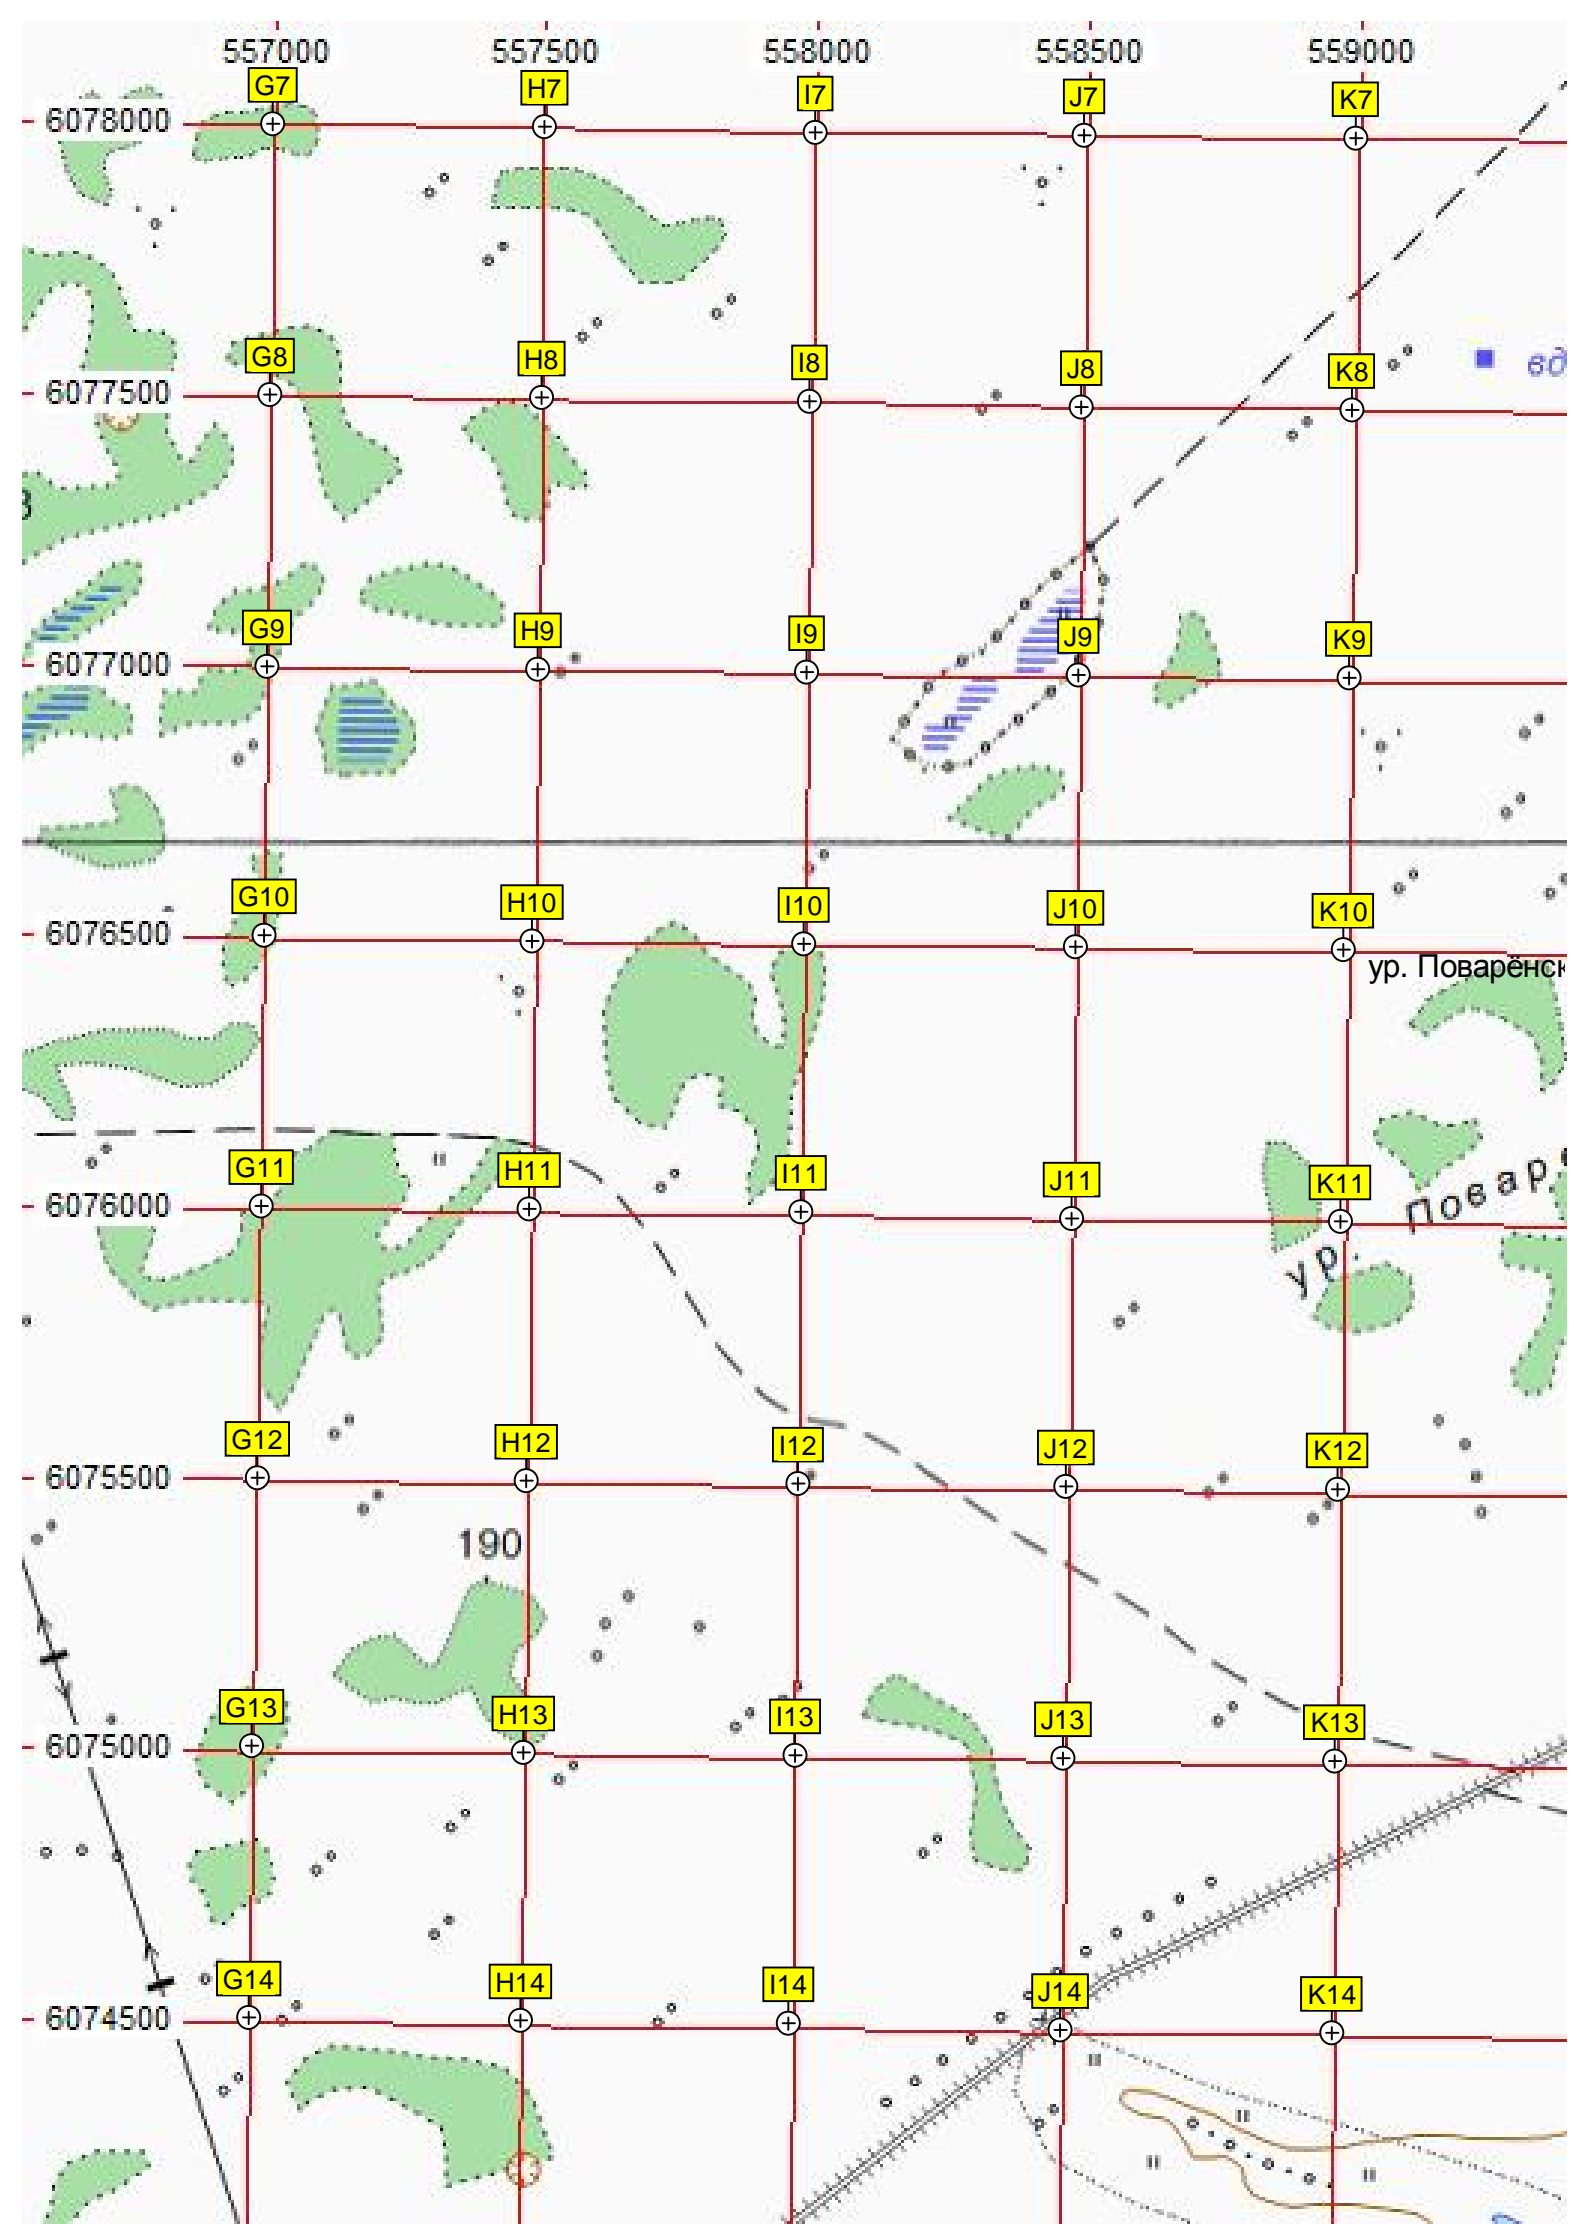 557000 557500 558000 558500 559000
G7 H7 I7 J7 K7
6078000
G8 H8 I8 J8 K8
вд
6077500
G9 H9 I9 J9 K9
6077000
G10 H10 I10 J10 K10
6076500
ур. Поварёнск
G11 H11 I11 J11 K11
6076000
ур. Повар
G12 H12 I12 J12 K12
6075500
190
G13 H13 I13 J13 K13
6075000
G14 H14 I14 J14 K14
6074500